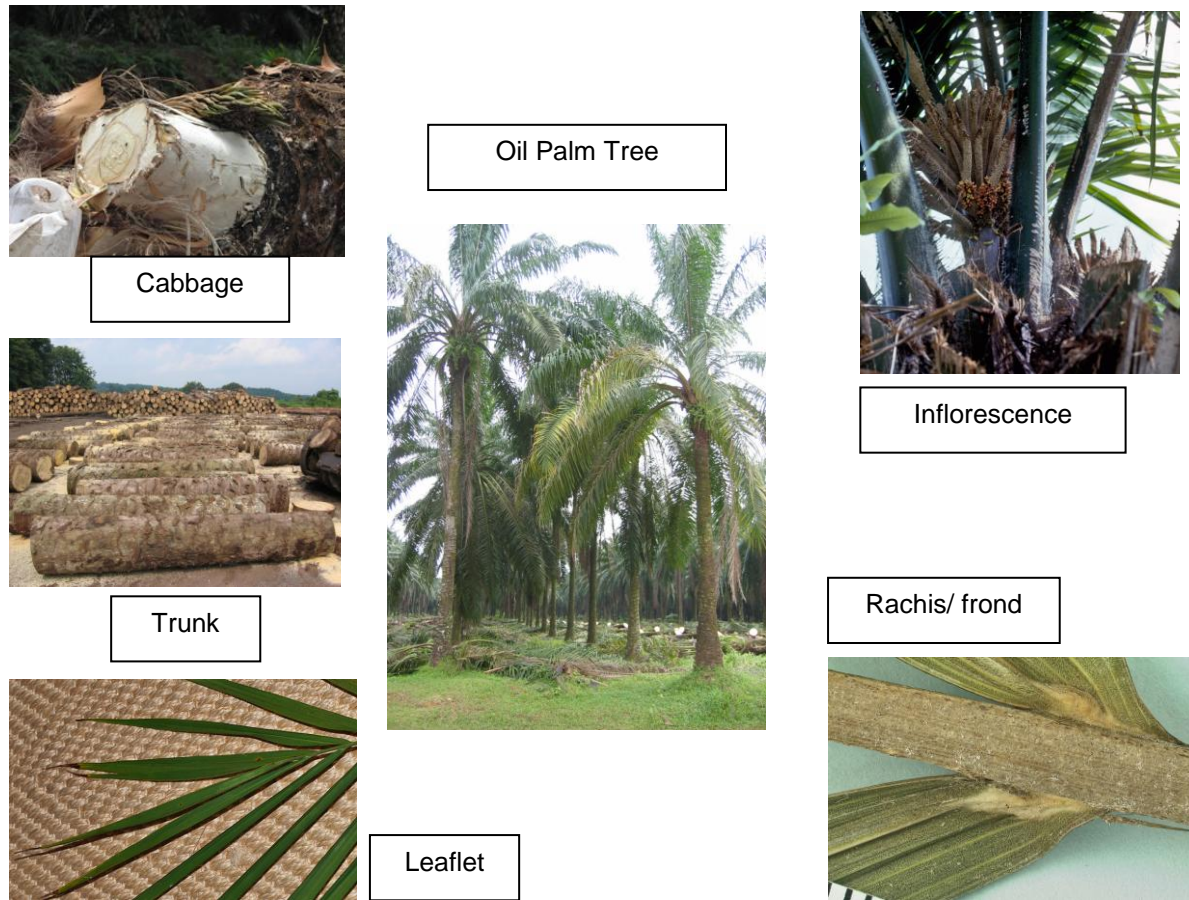 Oil Palm Tree
Cabbage
Inflorescence
Trunk
Rachis/ frond
Leaflet